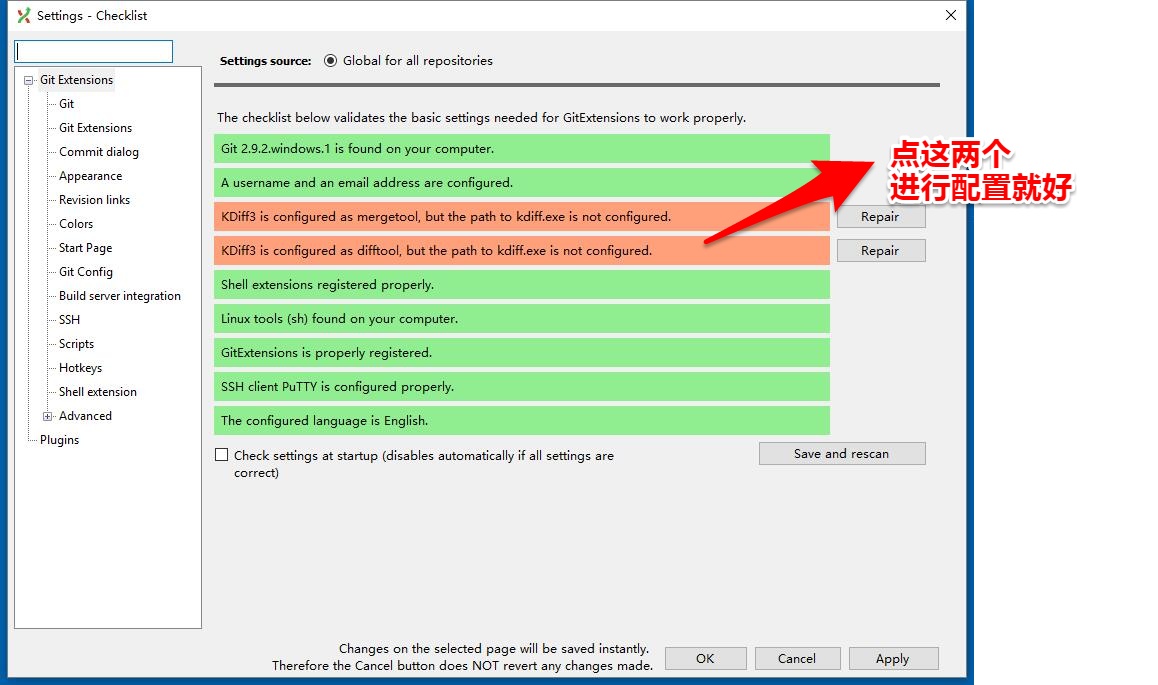 Settings - Checklist
Settings source: Global for all repositories
Git Extensions
Git
Git Extensions
Commit dialog
Appearance
Revision links
Colors
Start Page
Git Config
Build server integration
SSH
Scripts
Hotkeys
Shell extension
Advanced
Plugins
The checklist below validates the basic settings needed for GitExtensions to work properly.
Git 2.9.2.windows.1 is found on your computer.
A username and an email address are configured.
KDiff3 is configured as mergetool, but the path to kdiff.exe is not configured.
Repair
KDiff3 is configured as difftool, but the path to kdiff.exe is not configured.
Repair
Shell extensions registered properly.
Linux tools (sh) found on your computer.
GitExtensions is properly registered.
SSH client PuTTY is configured properly.
The configured language is English.
点这两个
进行配置就好
Check settings at startup (disables automatically if all settings are
correct)
Save and rescan
Changes on the selected page will be saved instantly.
Therefore the Cancel button does NOT revert any changes made.
OK
Cancel
Apply